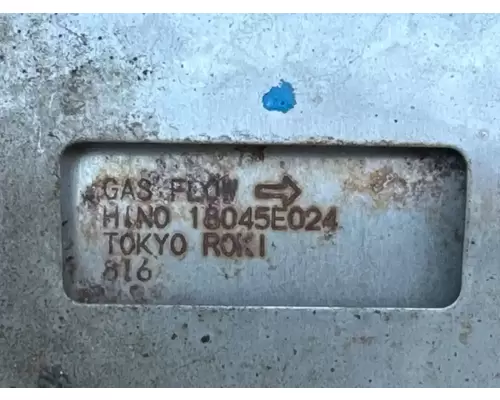 GAS FLOW ⇨
HINO 18045E024
TOKYO ROKI
816